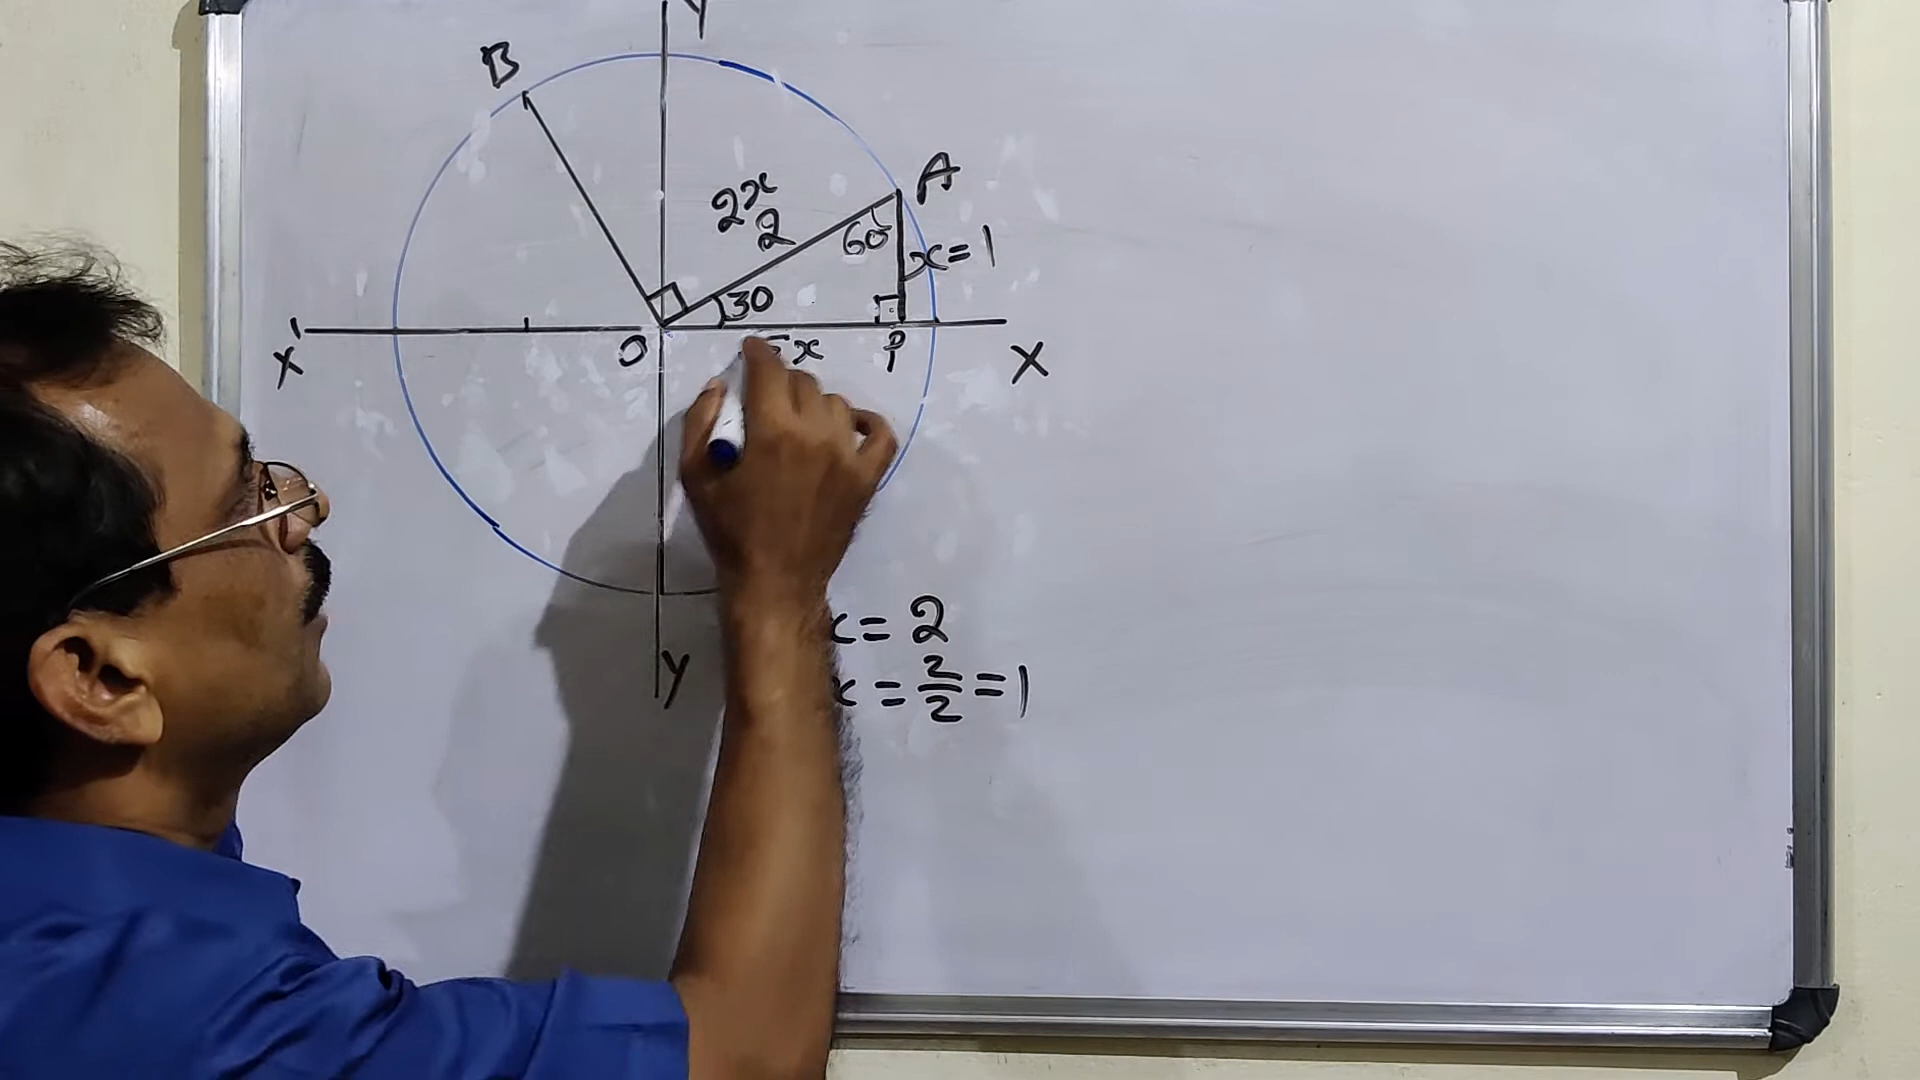 Y
B
A
2x
2
60°
x=1
30
X'
O
x
P
X
x= 2
x = 2/2 =1
Y